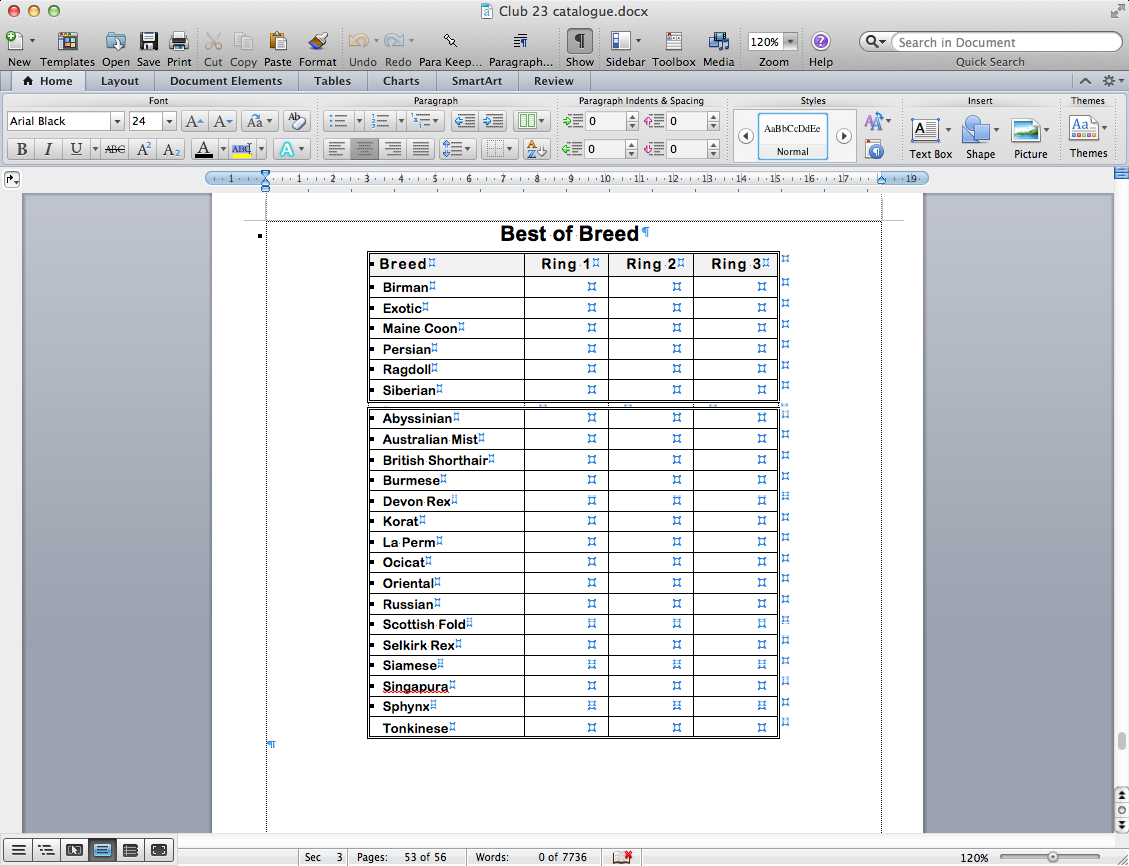 Club 23 catalogue.docx
New Templates Open Save Print Cut Copy Paste Format Undo Redo Para Keep... Paragraph... Show Sidebar Toolbox Media 120% Zoom Help Search in Document
Quick Search
Home Layout Document Elements Tables Charts SmartArt Review
Font Paragraph Paragraph Indents & Spacing Styles Insert Themes
Arial Black 24 A A Aa 0 0 AaBbCcDdEe
B I U ABC A2 A2 A ABC A 0 0 Normal Text Box Shape Picture Themes
1 1 2 3 4 5 6 7 8 9 10 11 12 13 14 15 16 17 19
Best of Breed¶
Breed Ring 1 Ring 2 Ring 3
Birman
Exotic
Maine Coon
Persian
Ragdoll
Siberian
Abyssinian
Australian Mist
British Shorthair
Burmese
Devon Rex
Korat
La Perm
Ocicat
Oriental
Russian
Scottish Fold
Selkirk Rex
Siamese
Singapura
Sphynx
Tonkinese
¶
Sec 3 Pages: 53 of 56 Words: 0 of 7736 120%